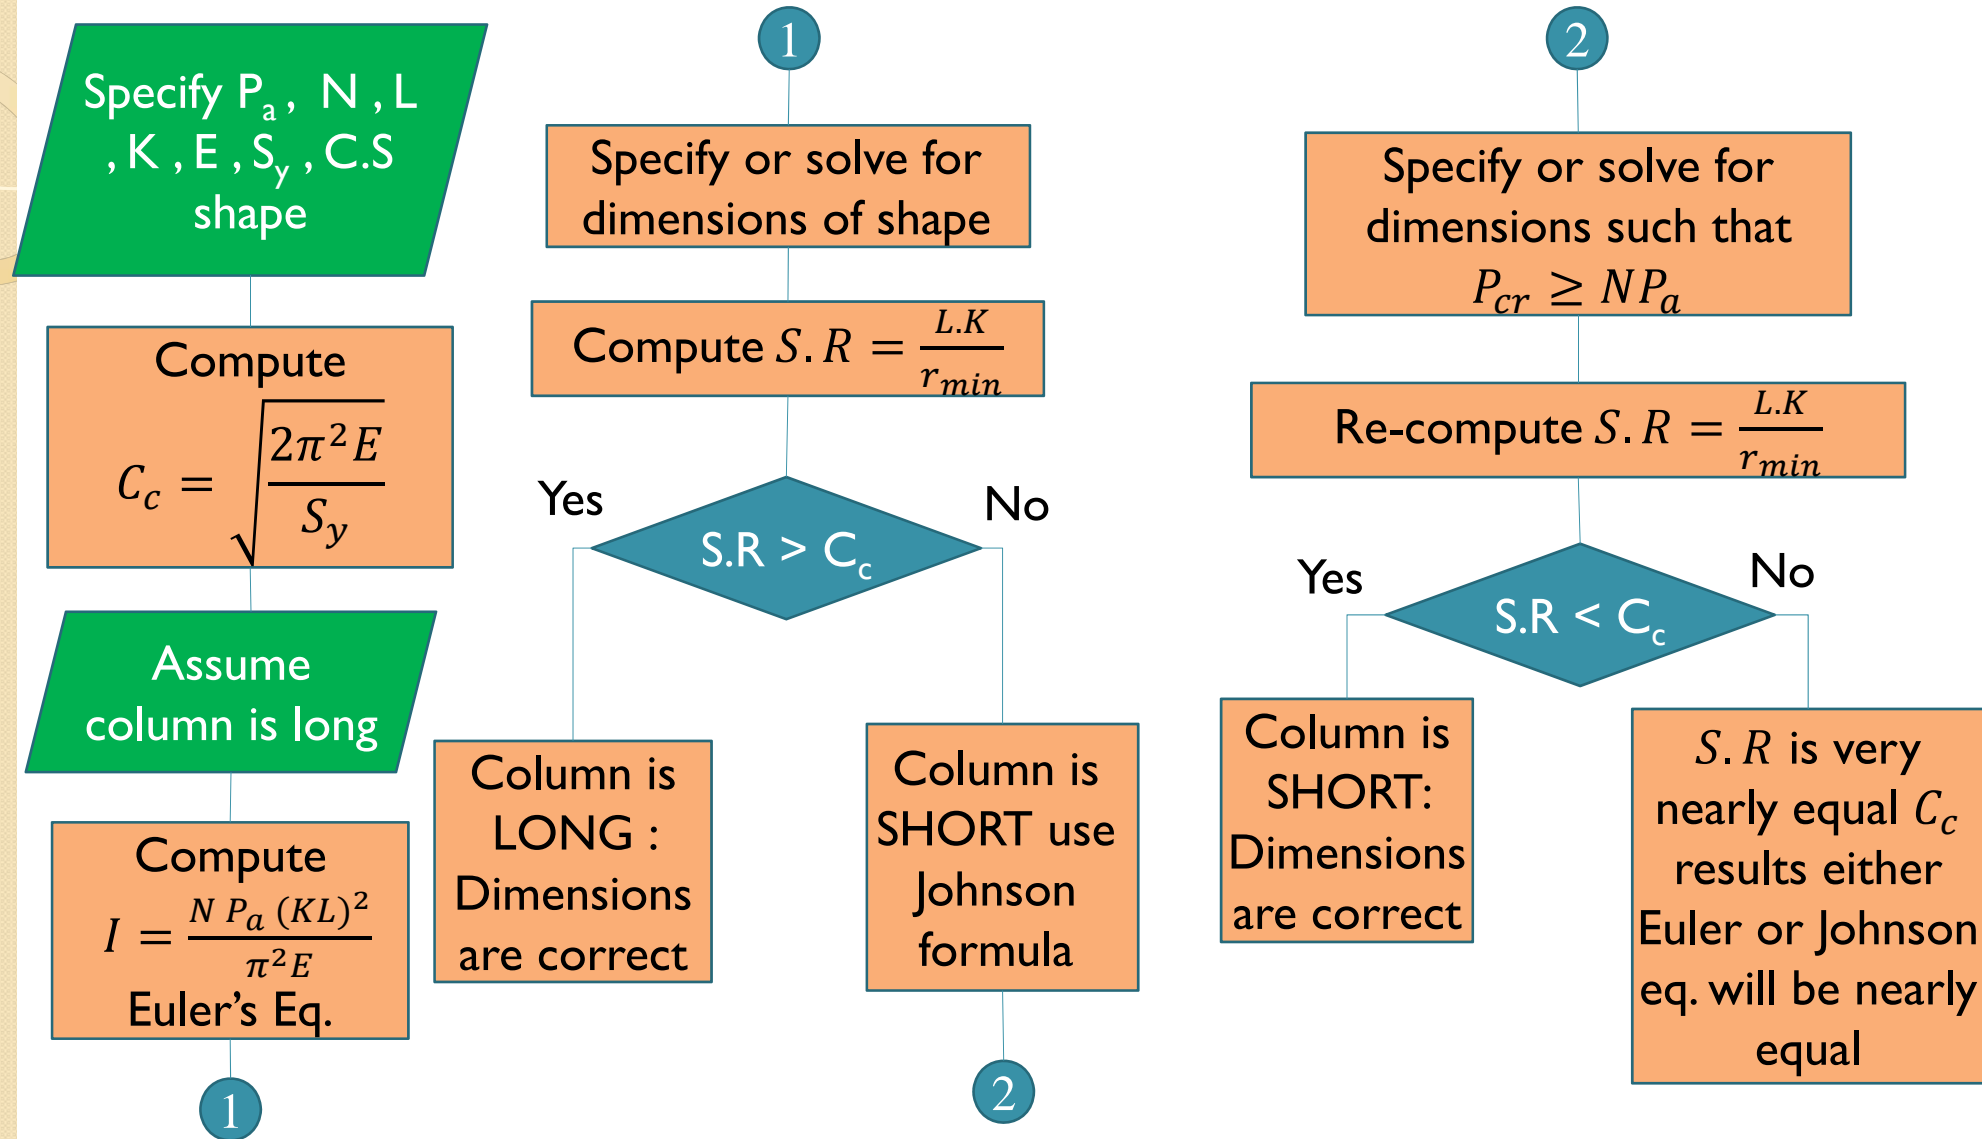 Specify Pₐ, N , L
, K , E , S_y , C.S
shape
Compute
C_c = √(2π²E / S_y)
Assume
column is long
Compute
I = N Pₐ (KL)² / π²E
Euler’s Eq.
1
1
Specify or solve for
dimensions of shape
Compute S.R = L.K / r_min
Yes
No
S.R > C_c
Column is
LONG :
Dimensions
are correct
Column is
SHORT use
Johnson
formula
2
2
Specify or solve for
dimensions such that
P_cr ≥ NPₐ
Re-compute S.R = L.K / r_min
Yes
No
S.R < C_c
Column is
SHORT:
Dimensions
are correct
S.R is very
nearly equal C_c
results either
Euler or Johnson
eq. will be nearly
equal